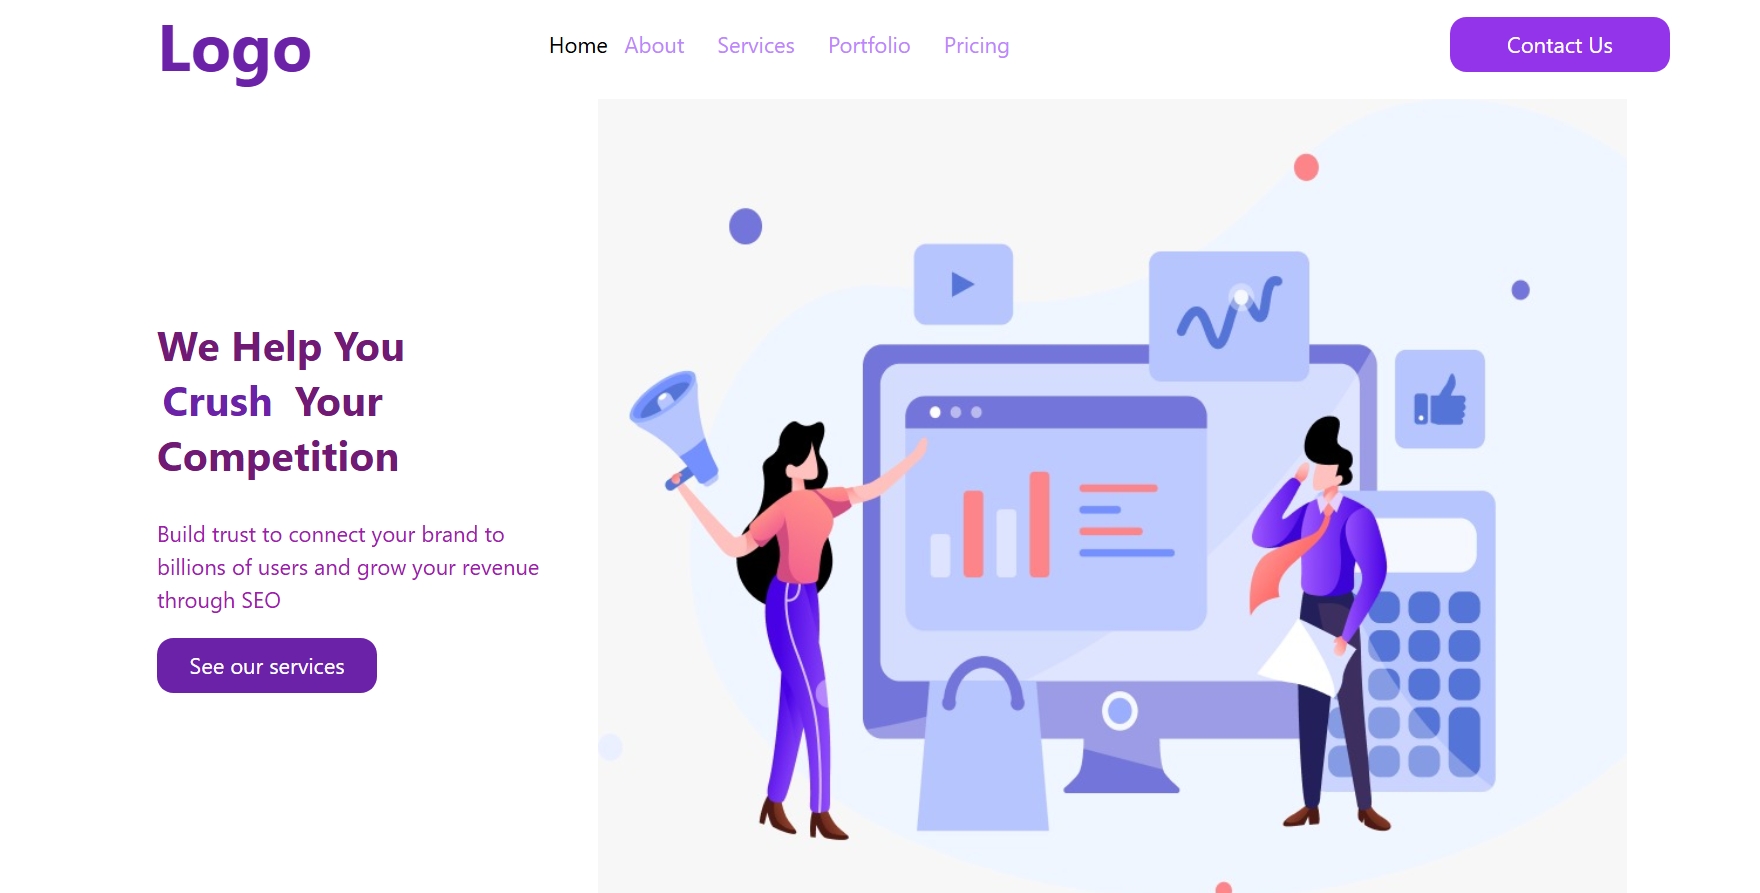 Logo
Home About Services Portfolio Pricing
Contact Us
We Help You
Crush Your
Competition
Build trust to connect your brand to
billions of users and grow your revenue
through SEO
See our services